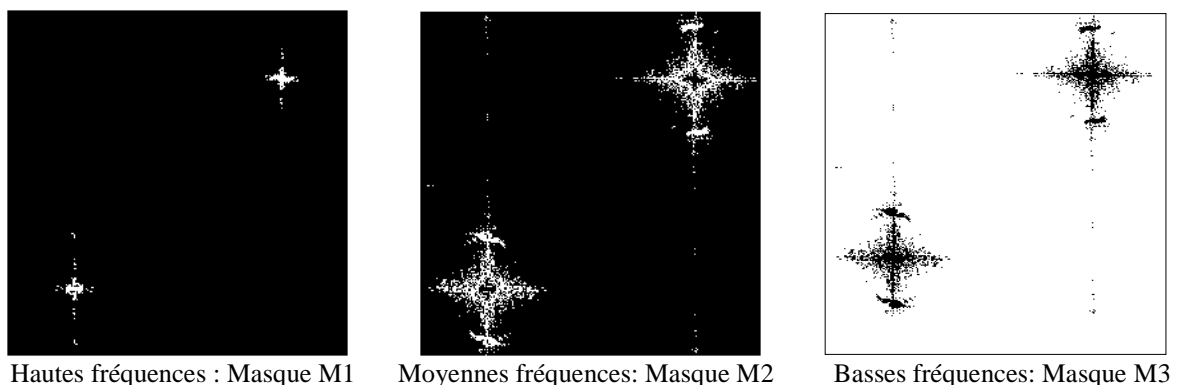 Hautes fréquences : Masque M1
Moyennes fréquences: Masque M2
Basses fréquences: Masque M3